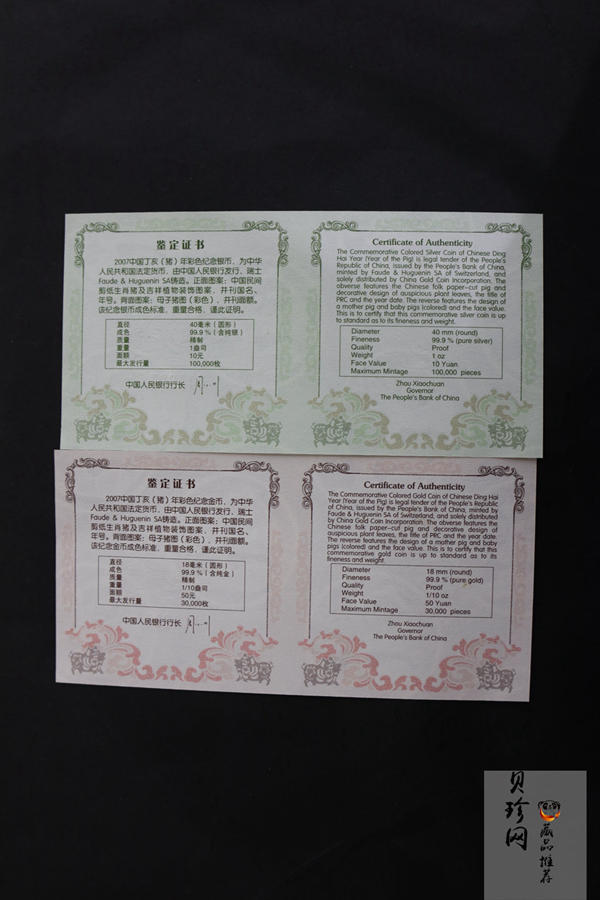 鉴定证书
2007中国丁亥（猪）年彩色纪念银币，为中华
人民共和国法定货币，由中国人民银行发行，瑞士
Faude & Huguenin SA铸造。正面图案：中国民间
剪纸生肖猪及吉祥植物装饰图案，并刊国名、
年号。背面图案：母子猪图（彩色），并刊面额。
该纪念银币成色标准，重量合格，谨此证明。
直径 40毫米（圆形）
成色 99.9％（含纯银）
质量 精制
重量 1盎司
面额 10元
最大发行量 100,000枚
中国人民银行行长
Certificate of Authenticity
The Commemorative Colored Silver Coin of Chinese Ding
Hai Year (Year of the Pig) is legal tender of the People's
Republic of China, issued by the People's Bank of China,
minted by Faude & Huguenin SA of Switzerland, and
solely distributed by China Gold Coin Incorporation. The
obverse features the Chinese folk paper-cut pig and
decorative design of auspicious plant leaves, the title of
PRC and the year date. The reverse features the design of
a mother pig and baby pigs (colored) and the face value.
This is to certify that this commemorative silver coin is up
to standard as to its fineness and weight.
Diameter 40 mm (round)
Fineness 99.9 % (pure silver)
Quality Proof
Weight 1 oz
Face Value 10 Yuan
Maximum Mintage 100,000 pieces
Zhou Xiaochuan
Governor
The People's Bank of China
鉴定证书
2007中国丁亥（猪）年彩色纪念金币，为中华
人民共和国法定货币，由中国人民银行发行，瑞士
Faude & Huguenin SA铸造。正面图案：中国民间
剪纸生肖猪及吉祥植物装饰图案，并刊国名、
年号。背面图案：母子猪图（彩色），并刊面额。
该纪念金币成色标准，重量合格，谨此证明。
直径 18毫米（圆形）
成色 99.9％（含纯金）
质量 精制
重量 1/10盎司
面额 50元
最大发行量 30,000枚
中国人民银行行长
Certificate of Authenticity
The Commemorative Colored Gold Coin of Chinese Ding Hai
Year (Year of the Pig) is legal tender of the People's Republic
of China, issued by the People's Bank of China, minted by
Faude & Huguenin SA of Switzerland, and solely distributed
by China Gold Coin Incorporation. The obverse features the
Chinese folk paper-cut pig and decorative design of
auspicious plant leaves, the title of PRC and the year date.
The reverse features the design of a mother pig and baby
pigs (colored) and the face value. This is to certify that this
commemorative gold coin is up to standard as to its
fineness and weight.
Diameter 18 mm (round)
Fineness 99.9 % (pure gold)
Quality Proof
Weight 1/10 oz
Face Value 50 Yuan
Maximum Mintage 30,000 pieces
Zhou Xiaochuan
Governor
The People's Bank of China
贝珍网
藏品推荐